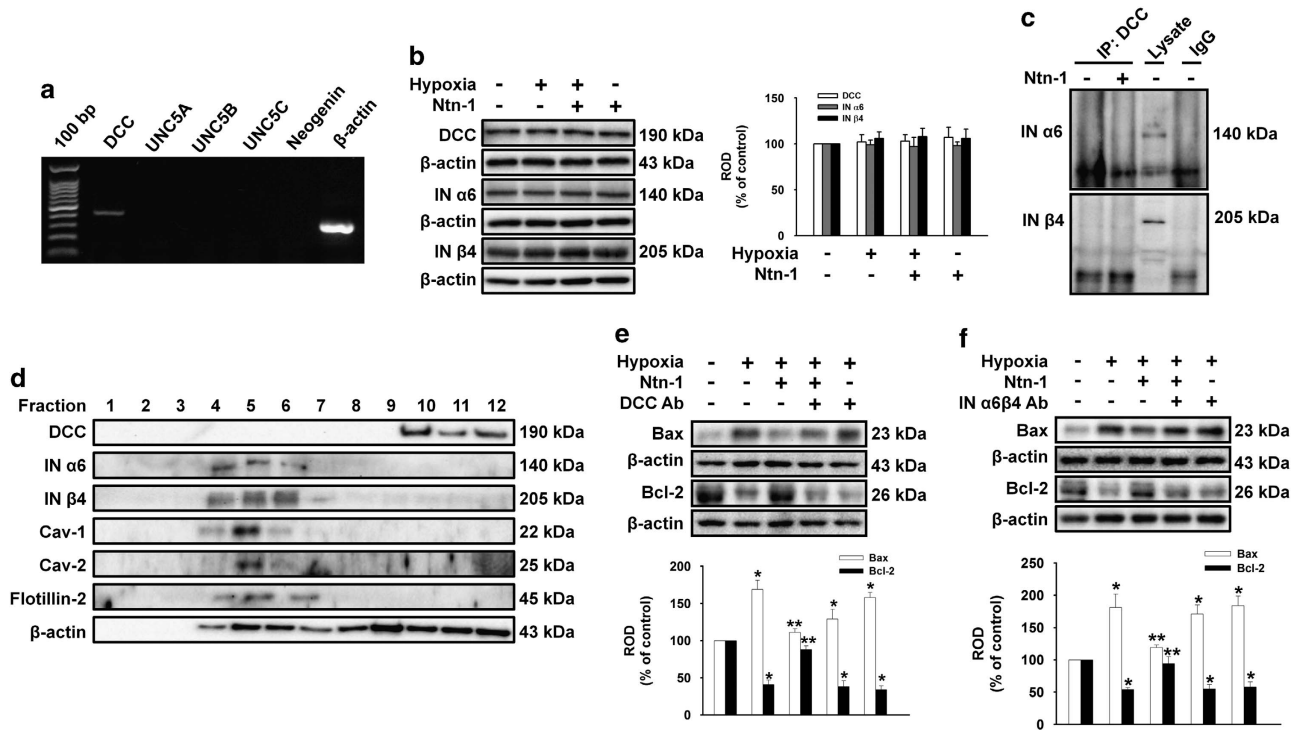 a
100 bp DCC UNC5A UNC5B UNC5C Neogenin β-actin
b
Hypoxia - + + -
Ntn-1 - - + +
DCC 190 kDa
β-actin 43 kDa
IN α6 140 kDa
β-actin
IN β4 205 kDa
β-actin
DCC
IN α6
IN β4
ROD
(% of control)
150
100
50
0
Hypoxia - + + -
Ntn-1 - - + +
c
IP: DCC Lysate IgG
Ntn-1 - + - -
IN α6 140 kDa
IN β4 205 kDa
d
Fraction 1 2 3 4 5 6 7 8 9 10 11 12
DCC 190 kDa
IN α6 140 kDa
IN β4 205 kDa
Cav-1 22 kDa
Cav-2 25 kDa
Flotillin-2 45 kDa
β-actin 43 kDa
e
Hypoxia - + + + +
Ntn-1 - - + + -
DCC Ab - - - + +
Bax 23 kDa
β-actin 43 kDa
Bcl-2 26 kDa
β-actin
Bax
Bcl-2
ROD
(% of control)
200
150
100
50
0
* * ** ** * * * *
f
Hypoxia - + + + +
Ntn-1 - - + + -
IN α6β4 Ab - - - + +
Bax 23 kDa
β-actin 43 kDa
Bcl-2 26 kDa
β-actin
Bax
Bcl-2
ROD
(% of control)
250
200
150
100
50
0
* * ** ** * * * *